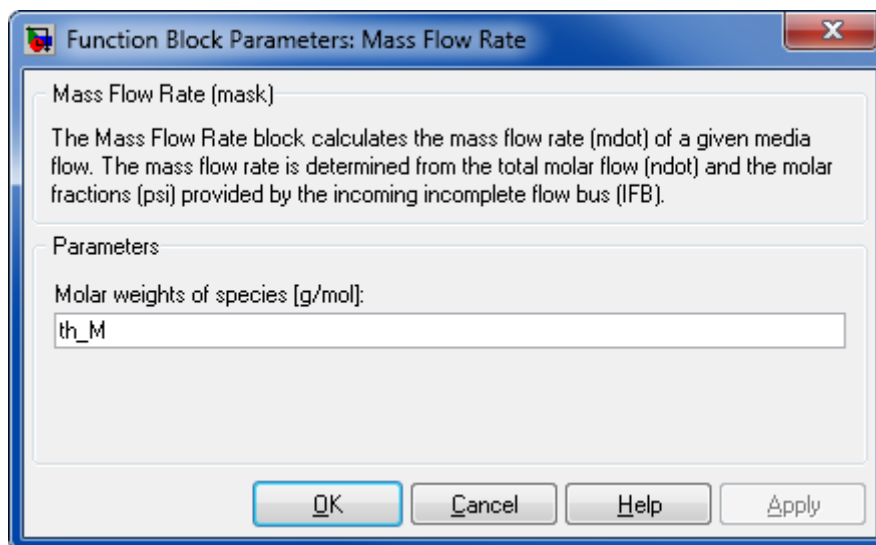 Function Block Parameters: Mass Flow Rate
Mass Flow Rate (mask)
The Mass Flow Rate block calculates the mass flow rate (mdot) of a given media
flow. The mass flow rate is determined from the total molar flow (ndot) and the molar
fractions (psi) provided by the incoming incomplete flow bus (IFB).
Parameters
Molar weights of species [g/mol]:
th_M
OK Cancel Help Apply